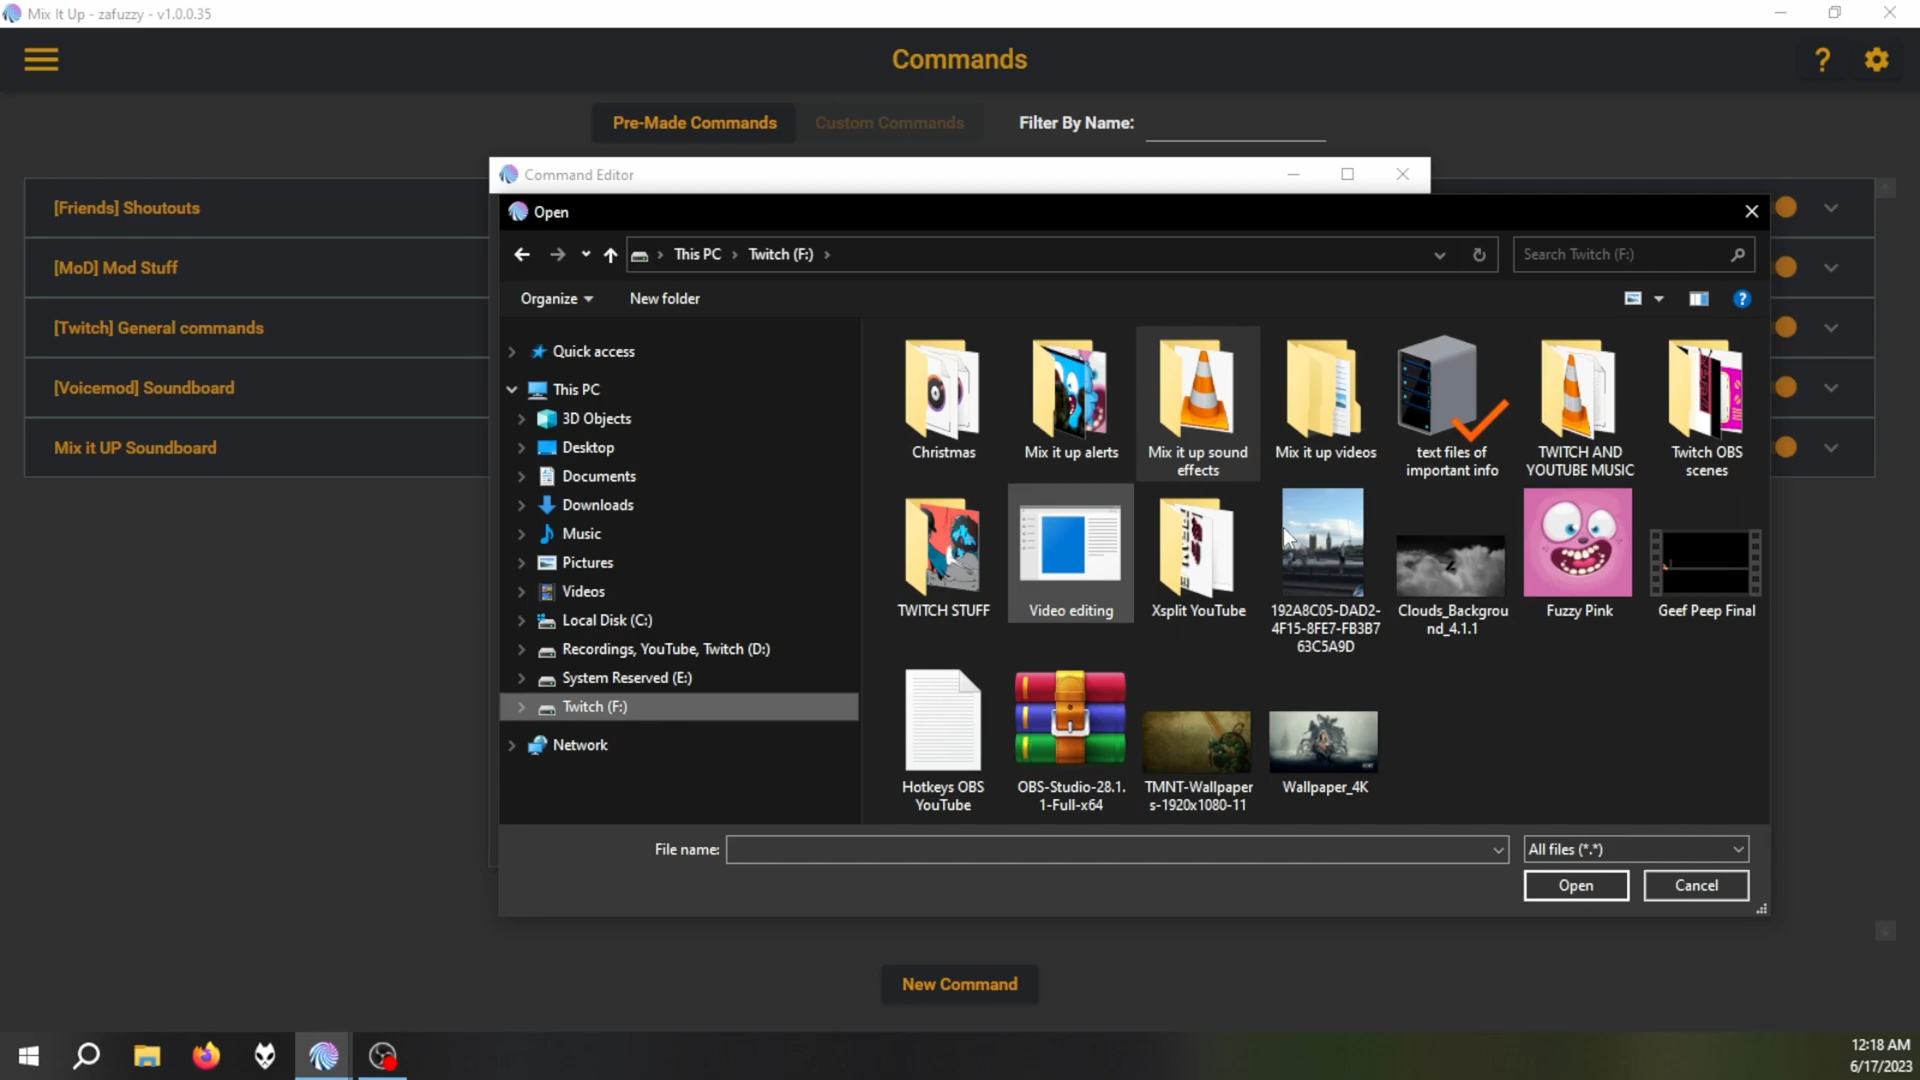 Mix It Up - zafuzzy - v1.0.0.35
Commands
?
Pre-Made Commands
Custom Commands
Filter By Name:
Command Editor
[Friends] Shoutouts
[MoD] Mod Stuff
[Twitch] General commands
[Voicemod] Soundboard
Mix it UP Soundboard
Open
This PC
Twitch (F:)
Search Twitch (F:)
Organize
New folder
?
Quick access
This PC
3D Objects
Desktop
Documents
Downloads
Music
Pictures
Videos
Local Disk (C:)
Recordings, YouTube, Twitch (D:)
System Reserved (E:)
Twitch (F:)
Network
Christmas
Mix it up alerts
Mix it up sound
effects
Mix it up videos
text files of
important info
TWITCH AND
YOUTUBE MUSIC
Twitch OBS
scenes
TWITCH STUFF
Video editing
Xsplit YouTube
192A8C05-DAD2-
4F15-8FE7-FB3B7
63C5A9D
Clouds_Backgrou
nd_4.1.1
Fuzzy Pink
Geef Peep Final
Hotkeys OBS
YouTube
OBS-Studio-28.1.
1-Full-x64
TMNT-Wallpaper
s-1920x1080-11
Wallpaper_4K
File name:
All files (*.*)
Open
Cancel
New Command
12:18 AM
6/17/2023